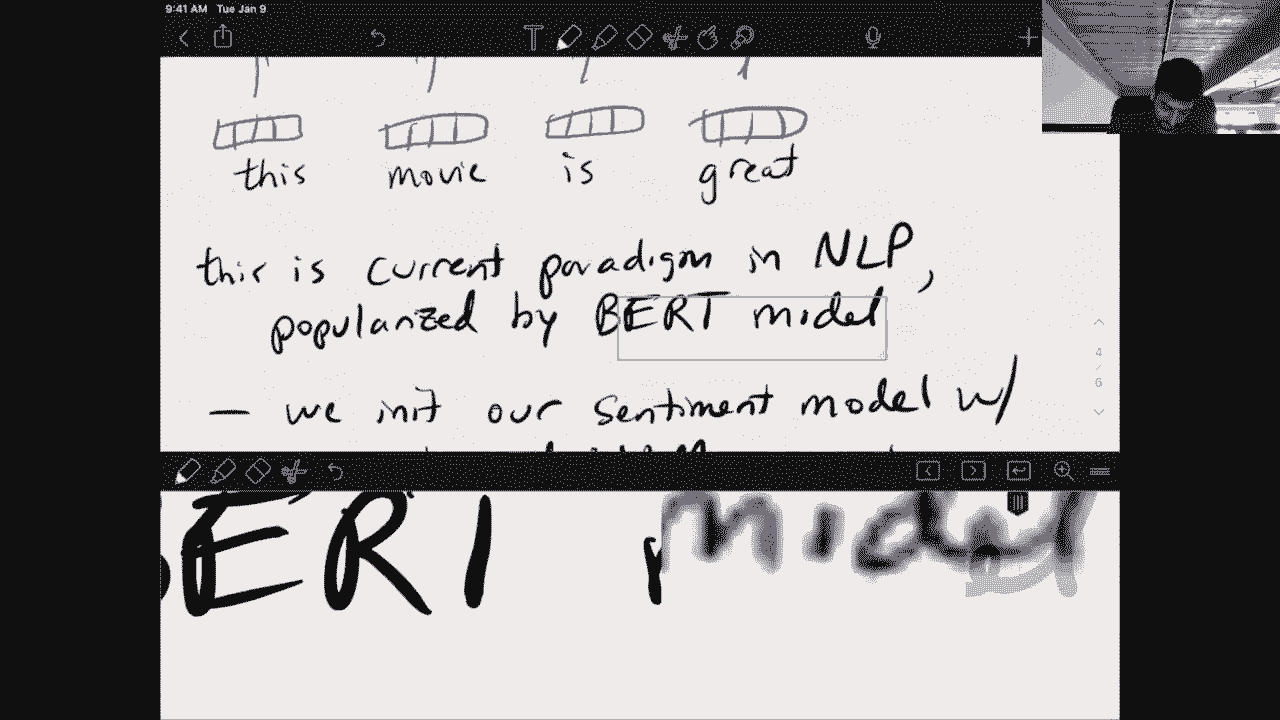 9:41 AM Tue Jan 9
this movie is great
this is current paradigm in NLP,
popularized by BERT model
4
/
6
— we init our sentiment model w/
BERT model